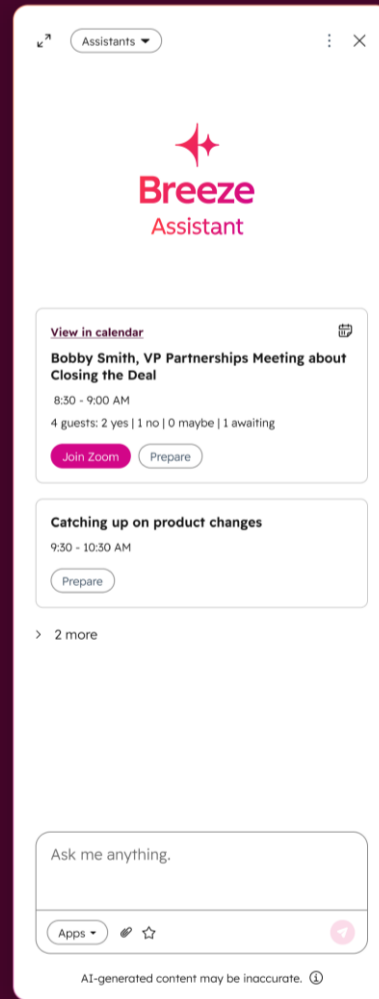 Assistants
Breeze
Assistant
View in calendar
Bobby Smith, VP Partnerships Meeting about
Closing the Deal
8:30 - 9:00 AM
4 guests: 2 yes | 1 no | 0 maybe | 1 awaiting
Join Zoom Prepare
Catching up on product changes
9:30 - 10:30 AM
Prepare
2 more
Ask me anything.
Apps
AI-generated content may be inaccurate.